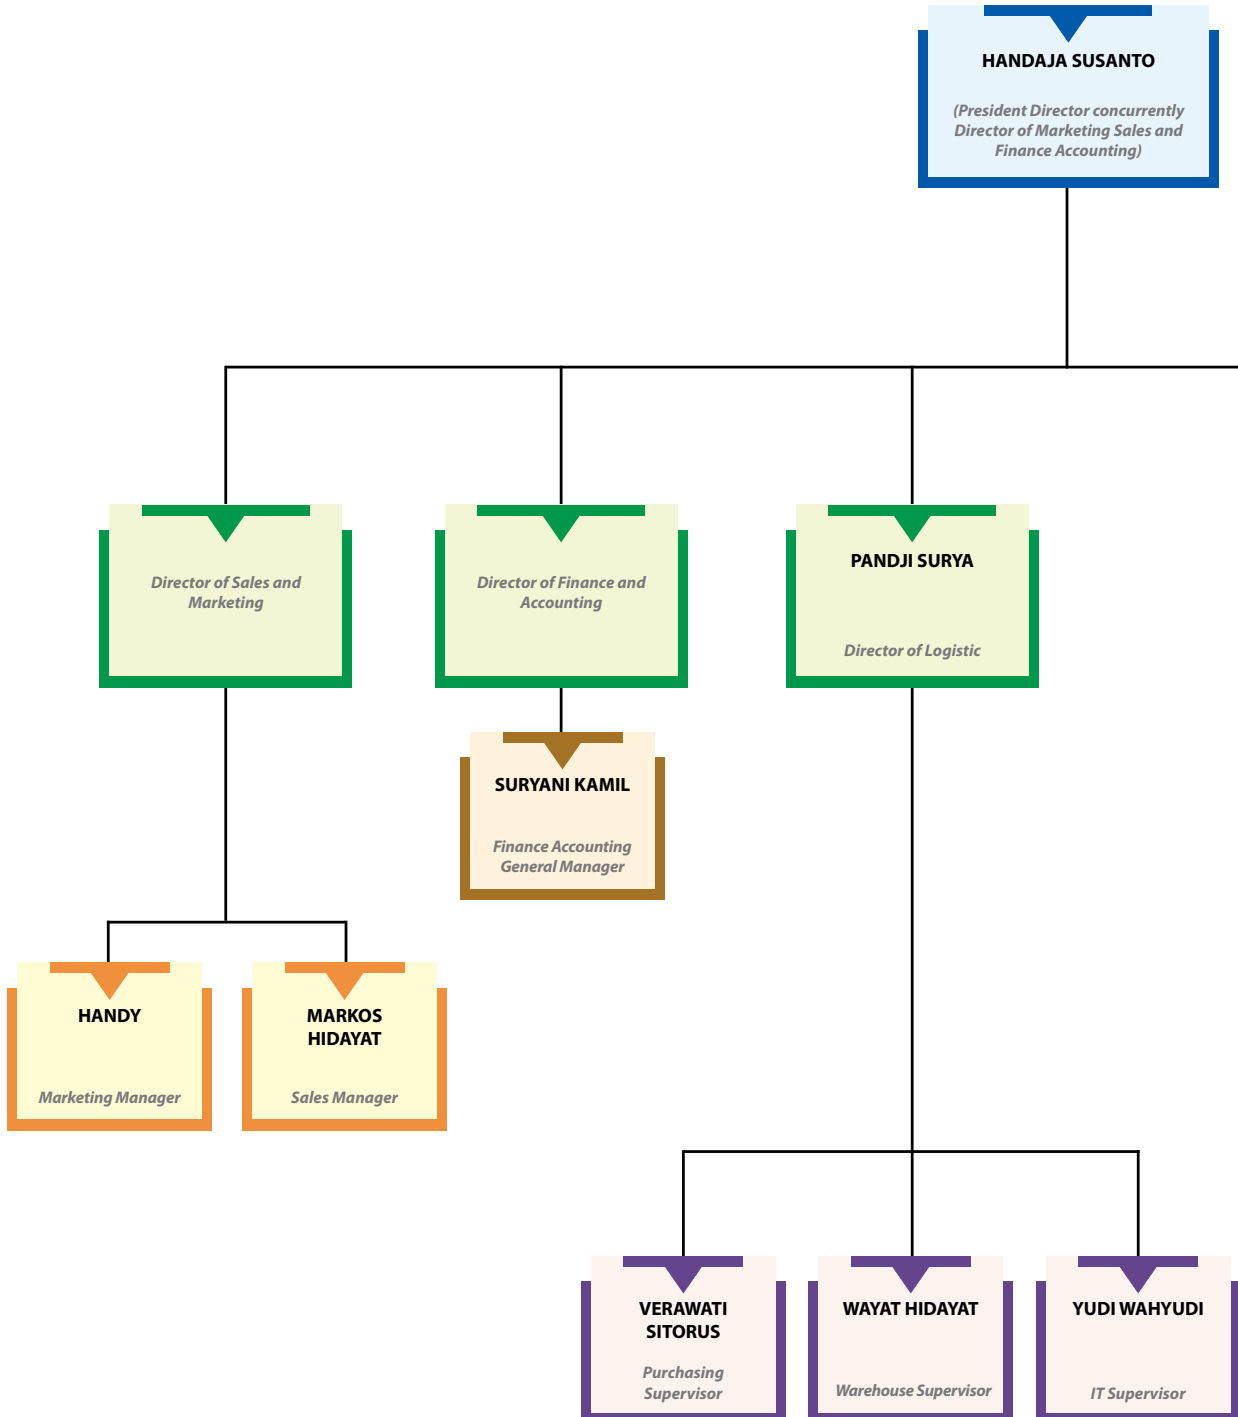 HANDAJA SUSANTO
(President Director concurrently
Director of Marketing Sales and
Finance Accounting)
Director of Sales and
Marketing
Director of Finance and
Accounting
PANDJI SURYA
Director of Logistic
SURYANI KAMIL
Finance Accounting
General Manager
HANDY
Marketing Manager
MARKOS
HIDAYAT
Sales Manager
VERAWATI
SITORUS
Purchasing
Supervisor
WAYAT HIDAYAT
Warehouse Supervisor
YUDI WAHYUDI
IT Supervisor